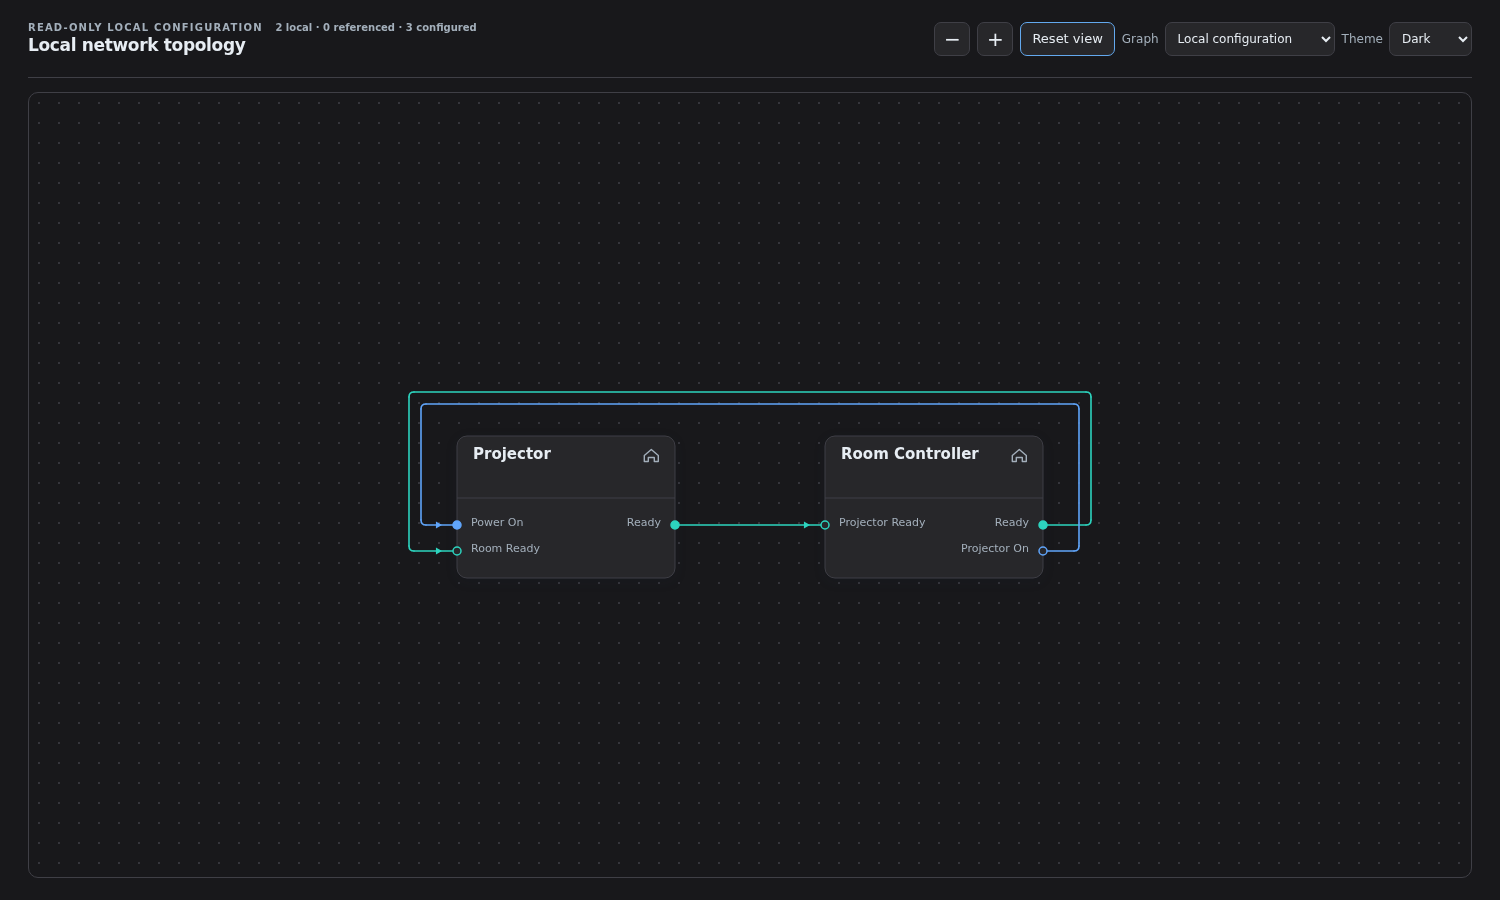 READ-ONLY LOCAL CONFIGURATION 2 local · 0 referenced · 3 configured
Local network topology
− + Reset view Graph Local configuration Theme Dark
Projector
Power On Ready
Room Ready
Room Controller
Projector Ready Ready
Projector On